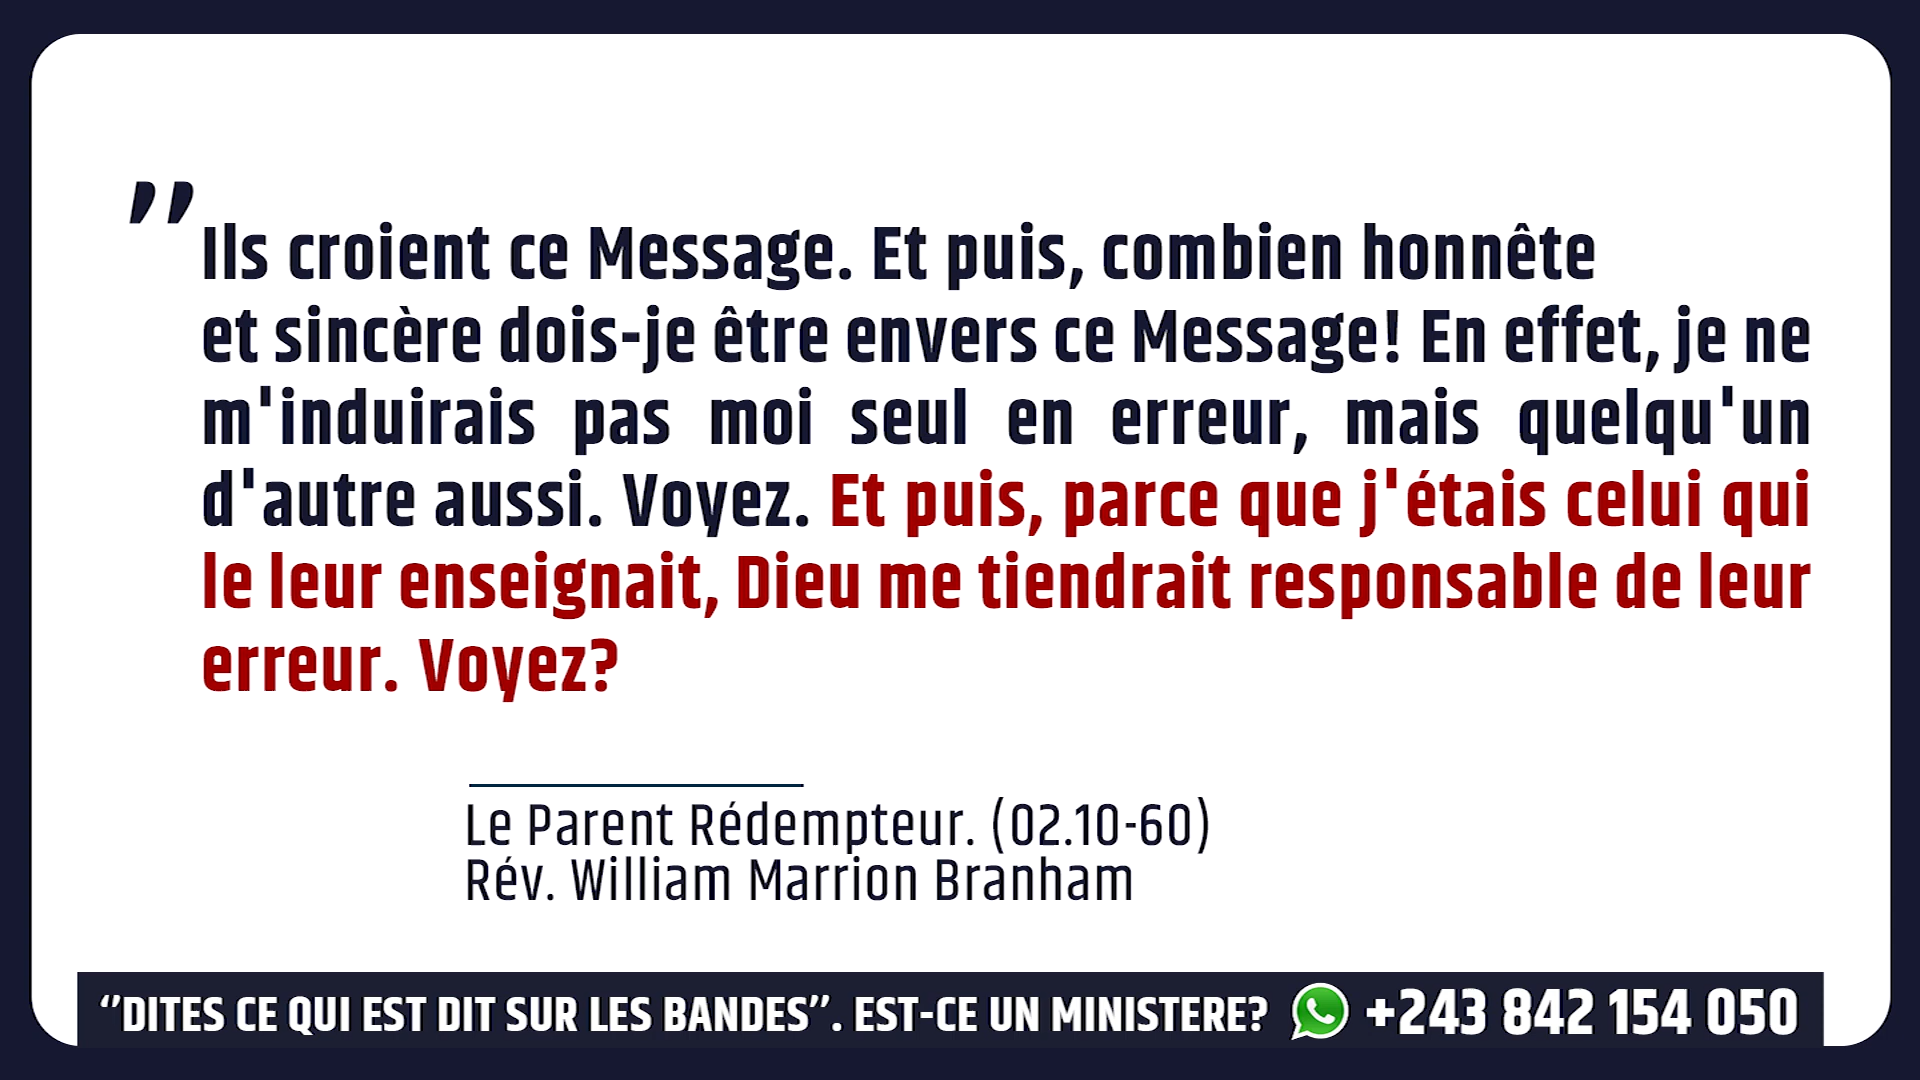 ’’
Ils croient ce Message. Et puis, combien honnête
et sincère dois-je être envers ce Message! En effet, je ne
m'induirais pas moi seul en erreur, mais quelqu'un
d'autre aussi. Voyez. Et puis, parce que j'étais celui qui
le leur enseignait, Dieu me tiendrait responsable de leur
erreur. Voyez?
Le Parent Rédempteur. (02.10-60)
Rév. William Marrion Branham
‘’DITES CE QUI EST DIT SUR LES BANDES’’. EST-CE UN MINISTERE? +243 842 154 050